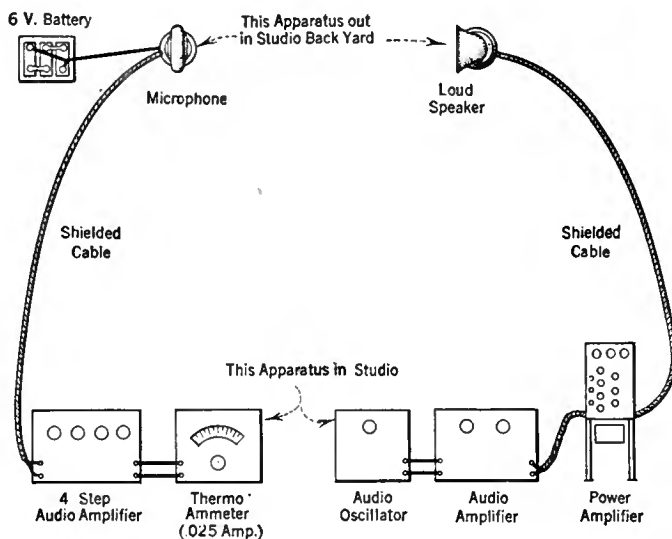 6 V. Battery
This Apparatus out
in Studio Back Yard
Microphone
Loud
Speaker
Shielded
Cable
Shielded
Cable
This Apparatus in Studio
4 Step
Audio Amplifier
Thermo
Ammeter
(.025 Amp.)
Audio
Oscillator
Audio
Amplifier
Power
Amplifier